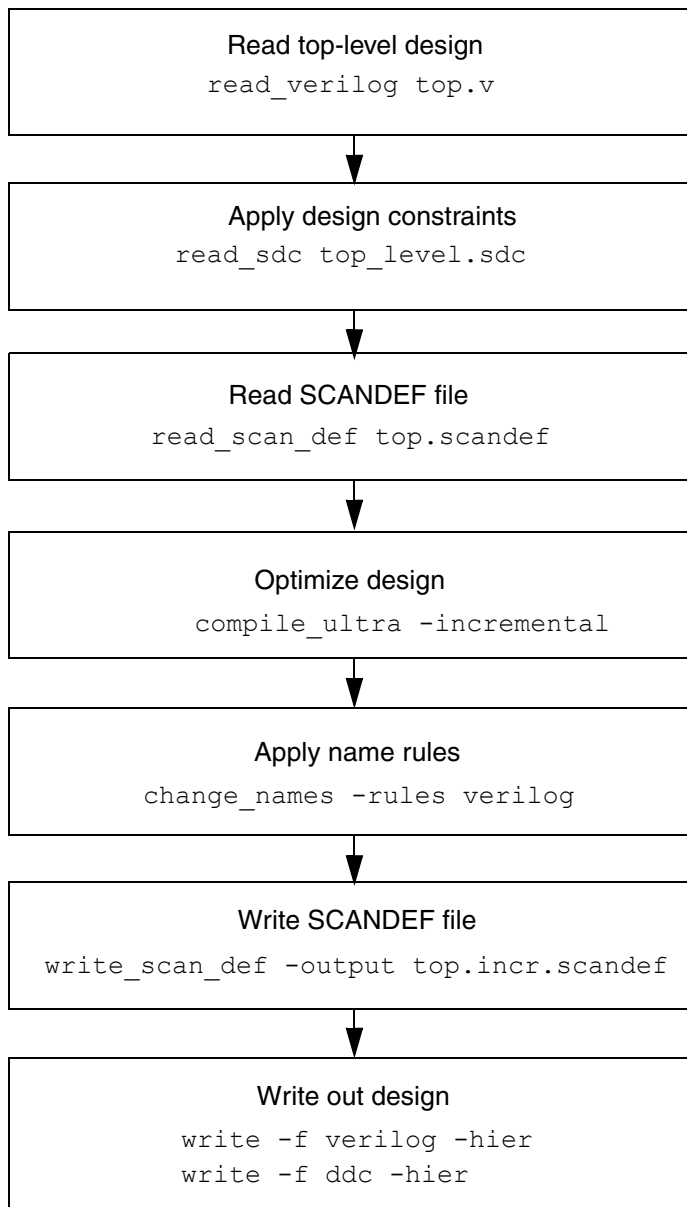 Read top-level design
read_verilog top.v
Apply design constraints
read_sdc top_level.sdc
Read SCANDEF file
read_scan_def top.scandef
Optimize design
compile_ultra -incremental
Apply name rules
change_names -rules verilog
Write SCANDEF file
write_scan_def -output top.incr.scandef
Write out design
write -f verilog -hier
write -f ddc -hier